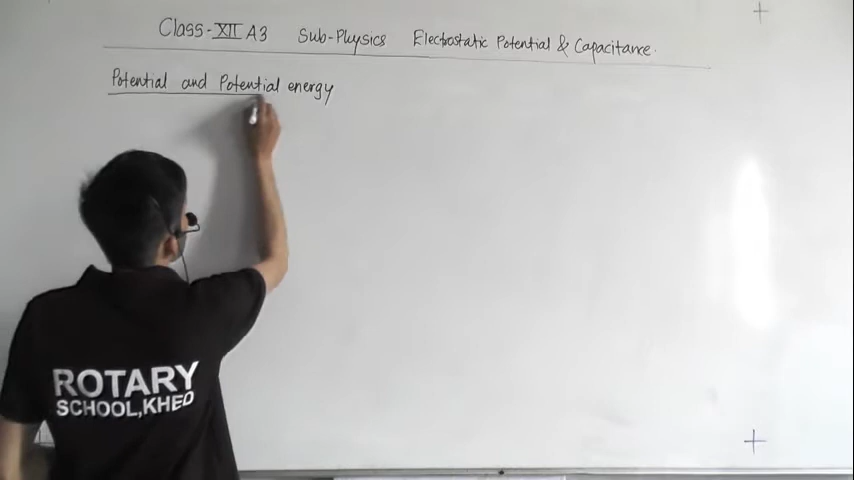 Class-XII A3 Sub-Physics Electrostatic Potential & Capacitance.
Potential and Potential energy
ROTARY
SCHOOL,KHED